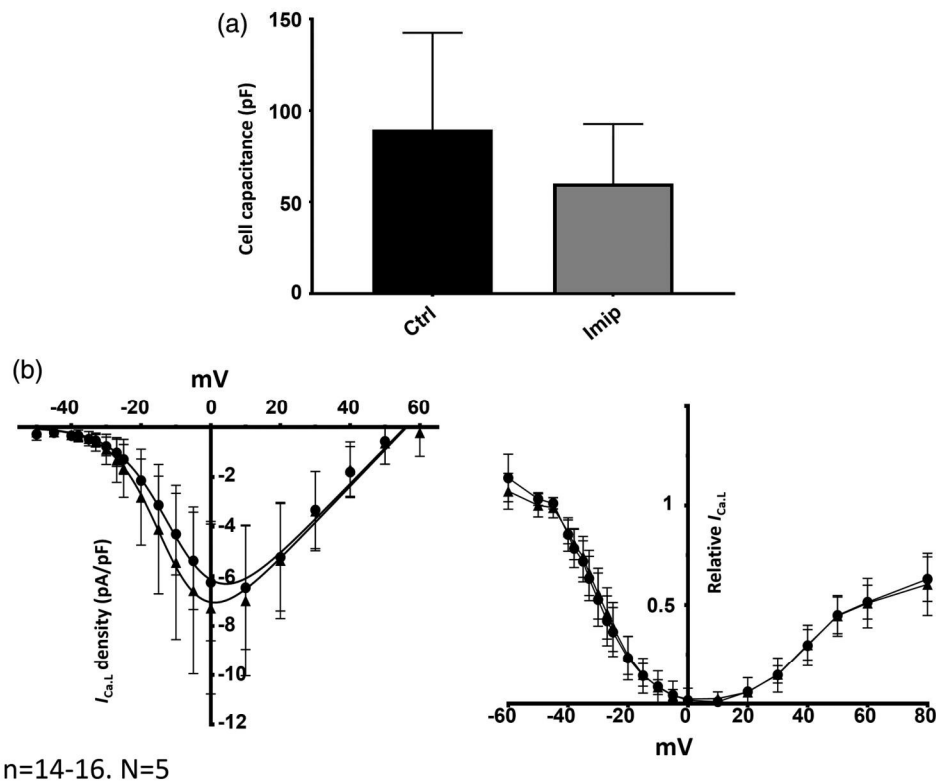 (a)
150
100
50
0
Cell capacitance (pF)
Ctrl
Imip
(b)
mV
-40 -20 0 20 40 60
-2
-4
-6
-8
-10
-12
I Ca.L density (pA/pF)
1
0.5
Relative I Ca.L
-60 -40 -20 0 20 40 60 80
mV
n=14-16. N=5